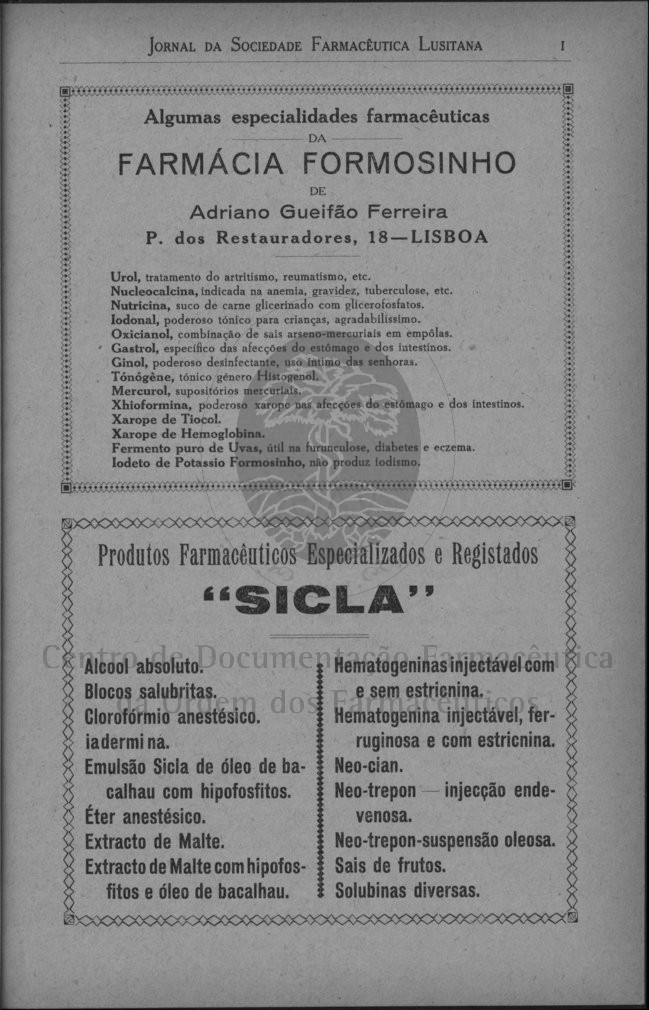 JORNAL DA SOCIEDADE FARMACÊUTICA LUSITANA I
Algumas especialidades farmacêuticas
DA
FARMÁCIA FORMOSINHO
DE
Adriano Gueifão Ferreira
P. dos Restauradores, 18—LISBOA
Urol, tratamento do artritismo, reumatismo, etc.
Nucleocalcina, indicada na anemia, gravidez, tuberculose, etc.
Nutricina, suco de carne glicerinado com glicerofosfatos.
Iodonal, poderoso tónico para crianças, agradabilíssimo.
Oxicianol, combinação de sais arseno-mercuriais em empôlas.
Gastrol, específico das afecções do estômago e dos intestinos.
Ginol, poderoso desinfectante, uso íntimo das senhoras.
Tónógène, tónico género Histogenol.
Mercurol, supositórios mercuriais.
Xhioformina, poderoso xarope nas afecções do estômago e dos intestinos.
Xarope de Tiocol.
Xarope de Hemoglobina.
Fermento puro de Uvas, útil na furunculose, diabetes e eczema.
Iodeto de Potassio Formosinho, não produz iodismo.
Produtos Farmacêuticos Especializados e Registados
"SICLA"
Alcool absoluto.
Blocos salubritas.
Clorofórmio anestésico.
iadermi na.
Emulsão Sicla de óleo de ba-
calhau com hipofosfitos.
Éter anestésico.
Extracto de Malte.
Extracto de Malte com hipofos-
fitos e óleo de bacalhau.
Hematogeninas injectável com
e sem estricnina.
Hematogenina injectável, fer-
ruginosa e com estricnina.
Neo-cian.
Neo-trepon — injecção ende-
venosa.
Neo-trepon-suspensão oleosa.
Sais de frutos.
Solubinas diversas.
Centro de Documentação Farmacêutica
da Ordem dos Farmacêuticos